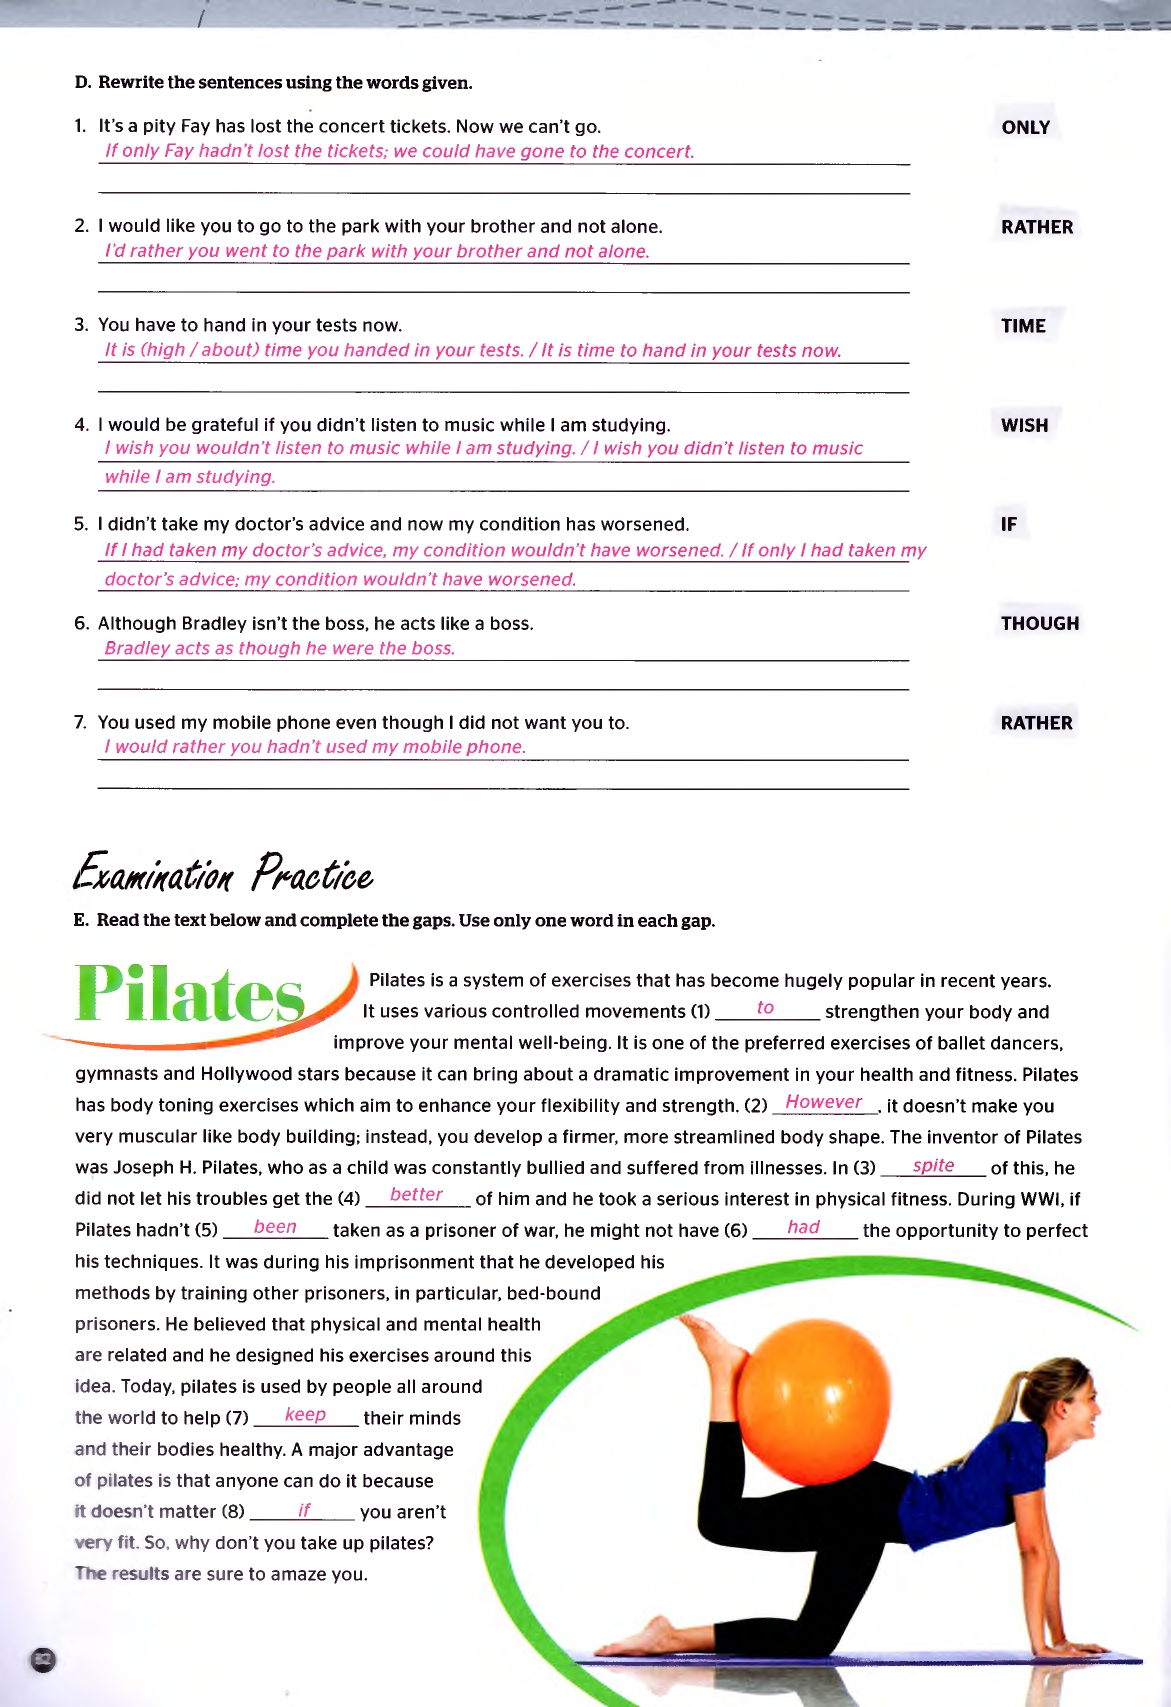 D. Rewrite the sentences using the words given.
1. It's a pity Fay has lost the concert tickets. Now we can't go. ONLY
If only Fay hadn't lost the tickets; we could have gone to the concert.
2. I would like you to go to the park with your brother and not alone. RATHER
I'd rather you went to the park with your brother and not alone.
3. You have to hand in your tests now. TIME
It is (high / about) time you handed in your tests. / It is time to hand in your tests now.
4. I would be grateful if you didn't listen to music while I am studying. WISH
I wish you wouldn't listen to music while I am studying. / I wish you didn't listen to music
while I am studying.
5. I didn't take my doctor's advice and now my condition has worsened. IF
If I had taken my doctor's advice, my condition wouldn't have worsened. / If only I had taken my
doctor's advice; my condition wouldn't have worsened.
6. Although Bradley isn't the boss, he acts like a boss. THOUGH
Bradley acts as though he were the boss.
7. You used my mobile phone even though I did not want you to. RATHER
I would rather you hadn't used my mobile phone.
Examination Practice
E. Read the text below and complete the gaps. Use only one word in each gap.
Pilates
Pilates is a system of exercises that has become hugely popular in recent years.
It uses various controlled movements (1) to strengthen your body and
improve your mental well-being. It is one of the preferred exercises of ballet dancers,
gymnasts and Hollywood stars because it can bring about a dramatic improvement in your health and fitness. Pilates
has body toning exercises which aim to enhance your flexibility and strength. (2) However, it doesn't make you
very muscular like body building; instead, you develop a firmer, more streamlined body shape. The inventor of Pilates
was Joseph H. Pilates, who as a child was constantly bullied and suffered from illnesses. In (3) spite of this, he
did not let his troubles get the (4) better of him and he took a serious interest in physical fitness. During WWI, if
Pilates hadn't (5) been taken as a prisoner of war, he might not have (6) had the opportunity to perfect
his techniques. It was during his imprisonment that he developed his
methods by training other prisoners, in particular, bed-bound
prisoners. He believed that physical and mental health
are related and he designed his exercises around this
idea. Today, pilates is used by people all around
the world to help (7) keep their minds
and their bodies healthy. A major advantage
of pilates is that anyone can do it because
it doesn't matter (8) if you aren't
very fit. So, why don't you take up pilates?
The results are sure to amaze you.
82